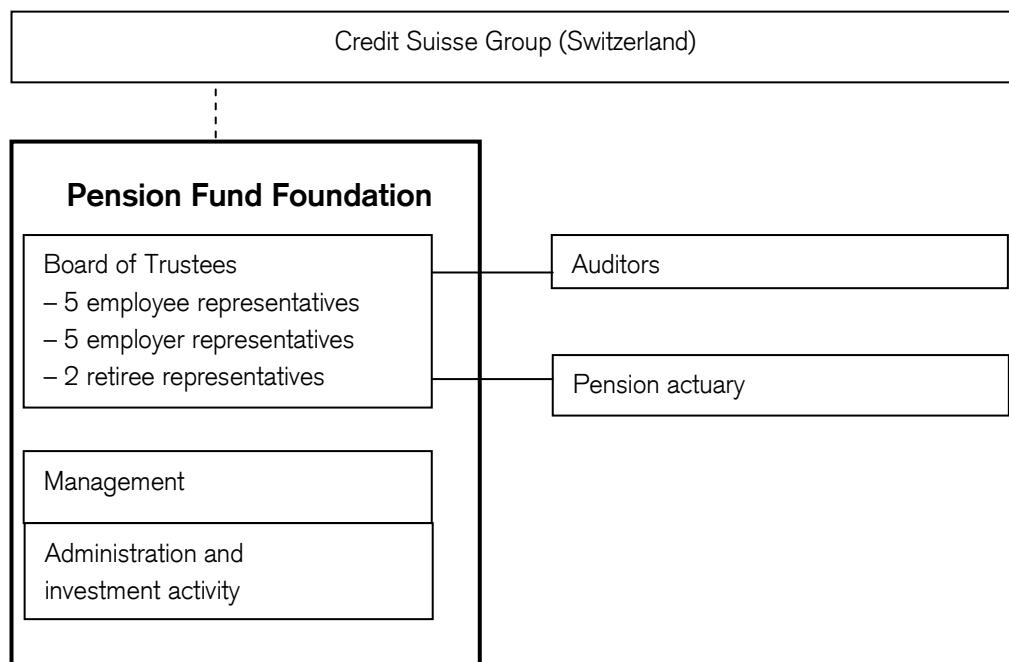 Credit Suisse Group (Switzerland)
Pension Fund Foundation
Board of Trustees
– 5 employee representatives
– 5 employer representatives
– 2 retiree representatives
Auditors
Pension actuary
Management
Administration and
investment activity